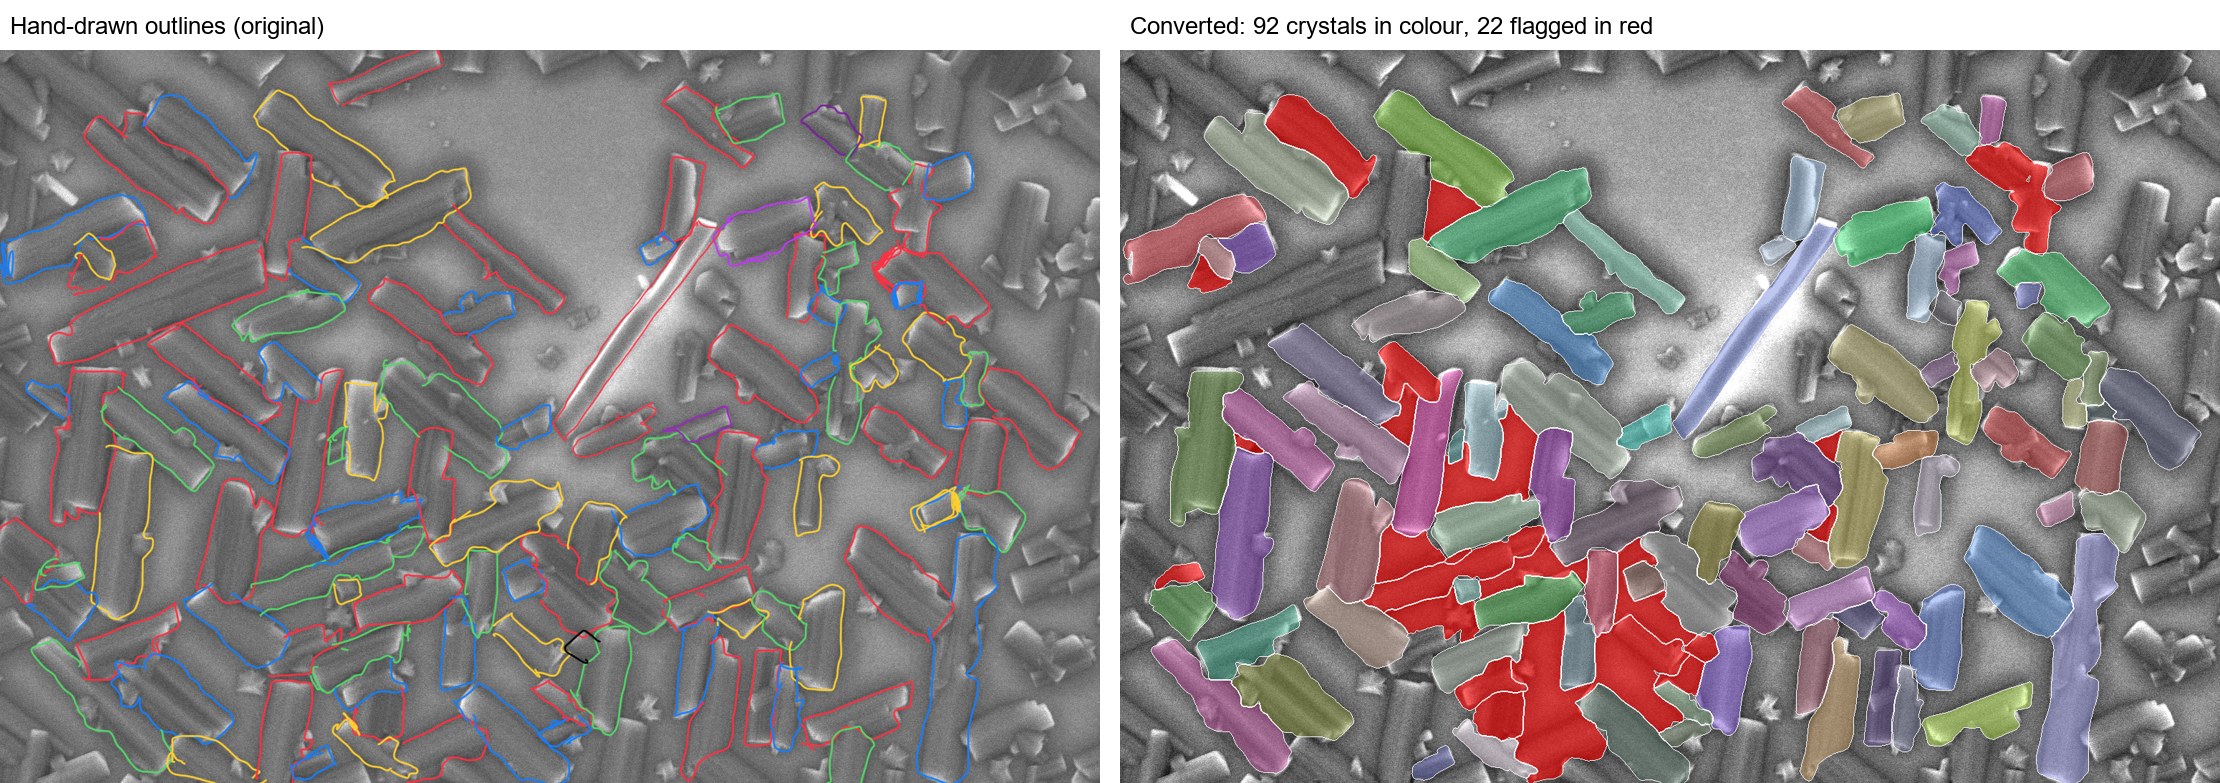 Hand-drawn outlines (original)
Converted: 92 crystals in colour, 22 flagged in red